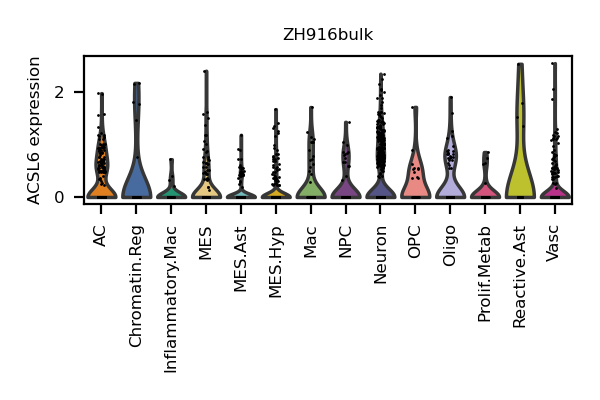 ZH916bulk
ACSL6 expression
2
0
AC
Chromatin.Reg
Inflammatory.Mac
MES
MES.Ast
MES.Hyp
Mac
NPC
Neuron
OPC
Oligo
Prolif.Metab
Reactive.Ast
Vasc